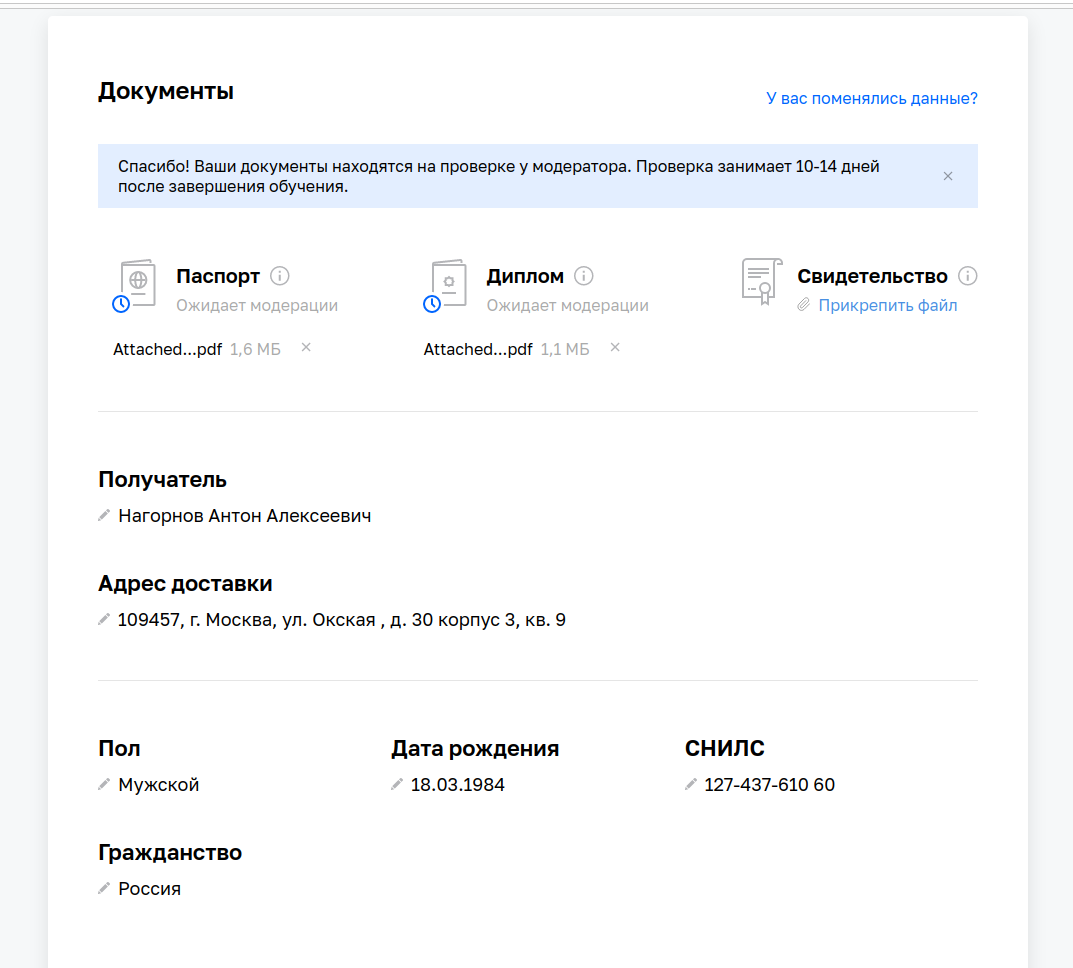 Документы
У вас поменялись данные?
Спасибо! Ваши документы находятся на проверке у модератора. Проверка занимает 10-14 дней
после завершения обучения.
Паспорт
Ожидает модерации
Attached...pdf 1,6 МБ
Диплом
Ожидает модерации
Attached...pdf 1,1 МБ
Свидетельство
Прикрепить файл
Получатель
Нагорнов Антон Алексеевич
Адрес доставки
109457, г. Москва, ул. Окская , д. 30 корпус 3, кв. 9
Пол
Мужской
Дата рождения
18.03.1984
СНИЛС
127-437-610 60
Гражданство
Россия